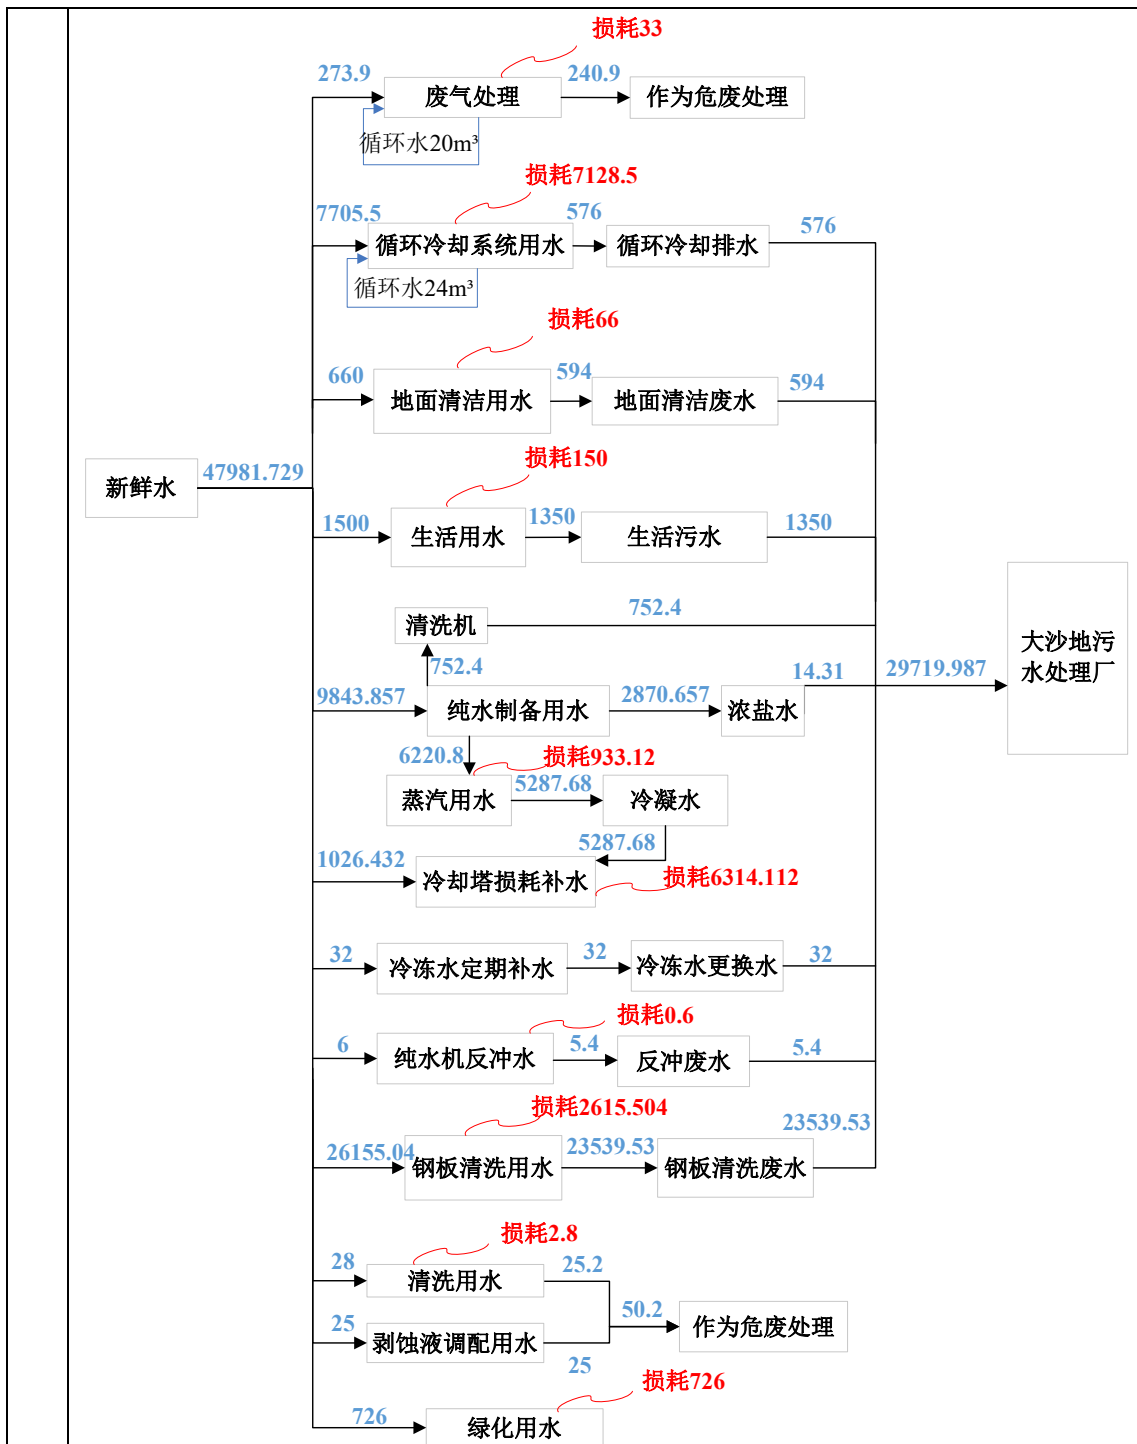 损耗33
273.9
废气处理
240.9
作为危废处理
循环水20m³
损耗7128.5
7705.5
循环冷却系统用水
576
循环冷却排水
576
循环水24m³
损耗66
660
地面清洁用水
594
地面清洁废水
594
新鲜水
47981.729
损耗150
1500
生活用水
1350
生活污水
1350
清洗机
752.4
752.4
9843.857
纯水制备用水
2870.657
浓盐水
14.31
29719.987
大沙地污
水处理厂
6220.8
损耗933.12
蒸汽用水
5287.68
冷凝水
5287.68
1026.432
冷却塔损耗补水
损耗6314.112
32
冷冻水定期补水
32
冷冻水更换水
32
损耗0.6
6
纯水机反冲水
5.4
反冲废水
5.4
损耗2615.504
26155.04
钢板清洗用水
23539.53
钢板清洗废水
23539.53
损耗2.8
28
清洗用水
25.2
50.2
作为危废处理
25
剥蚀液调配用水
25
损耗726
726
绿化用水